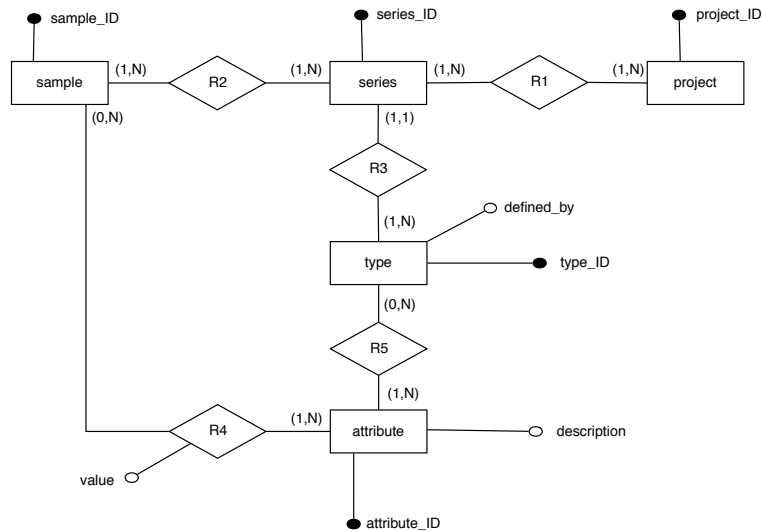 sample_ID
series_ID
project_ID
(1,N)
(1,N)
(1,N)
(1,N)
sample
R2
series
R1
project
(0,N)
(1,1)
R3
(1,N)
defined_by
type
type_ID
(0,N)
R5
(1,N)
(1,N)
R4
attribute
description
value
attribute_ID